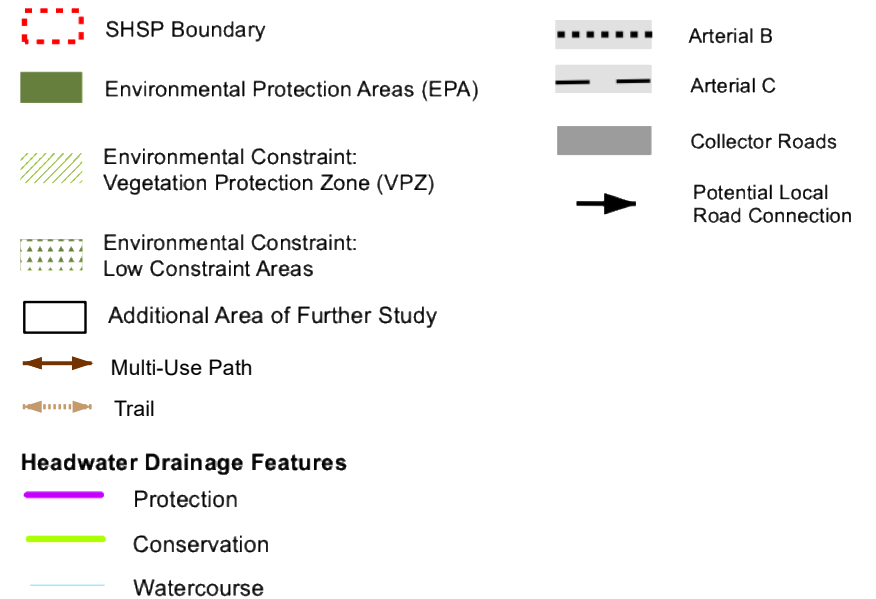 SHSP Boundary
Environmental Protection Areas (EPA)
Environmental Constraint:
Vegetation Protection Zone (VPZ)
Environmental Constraint:
Low Constraint Areas
Additional Area of Further Study
Multi-Use Path
Trail
Headwater Drainage Features
Protection
Conservation
Watercourse
Arterial B
Arterial C
Collector Roads
Potential Local
Road Connection